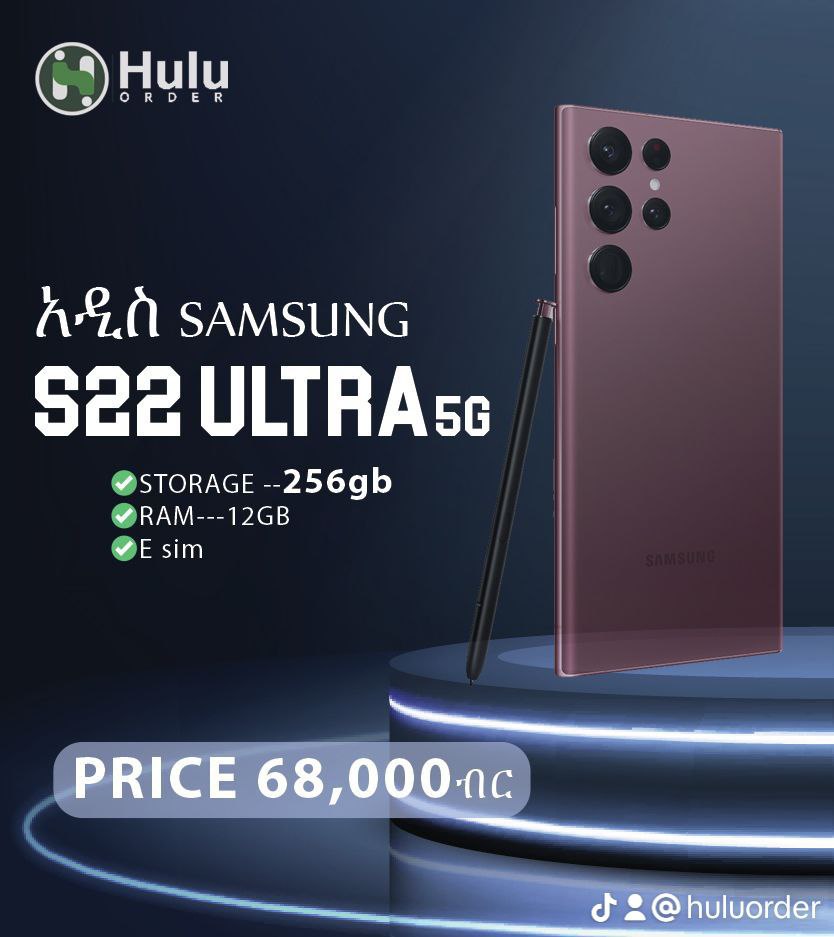 Hulu
ORDER
አዲስ SAMSUNG
S22 ULTRA 5G
STORAGE --256gb
RAM---12GB
E sim
SAMSUNG
PRICE 68,000ብር
@huluorder